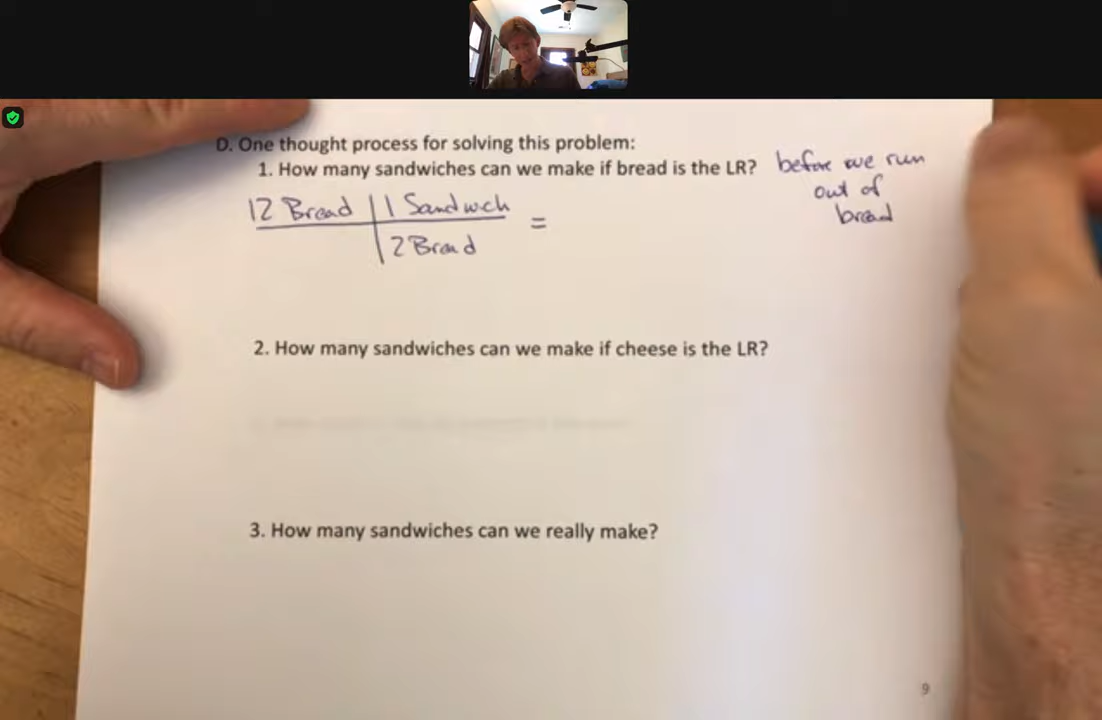 D. One thought process for solving this problem:
1. How many sandwiches can we make if bread is the LR? before we run
out of
bread
12 Bread 1 Sandwch =
2 Bread
2. How many sandwiches can we make if cheese is the LR?
3. How many sandwiches can we really make?
9